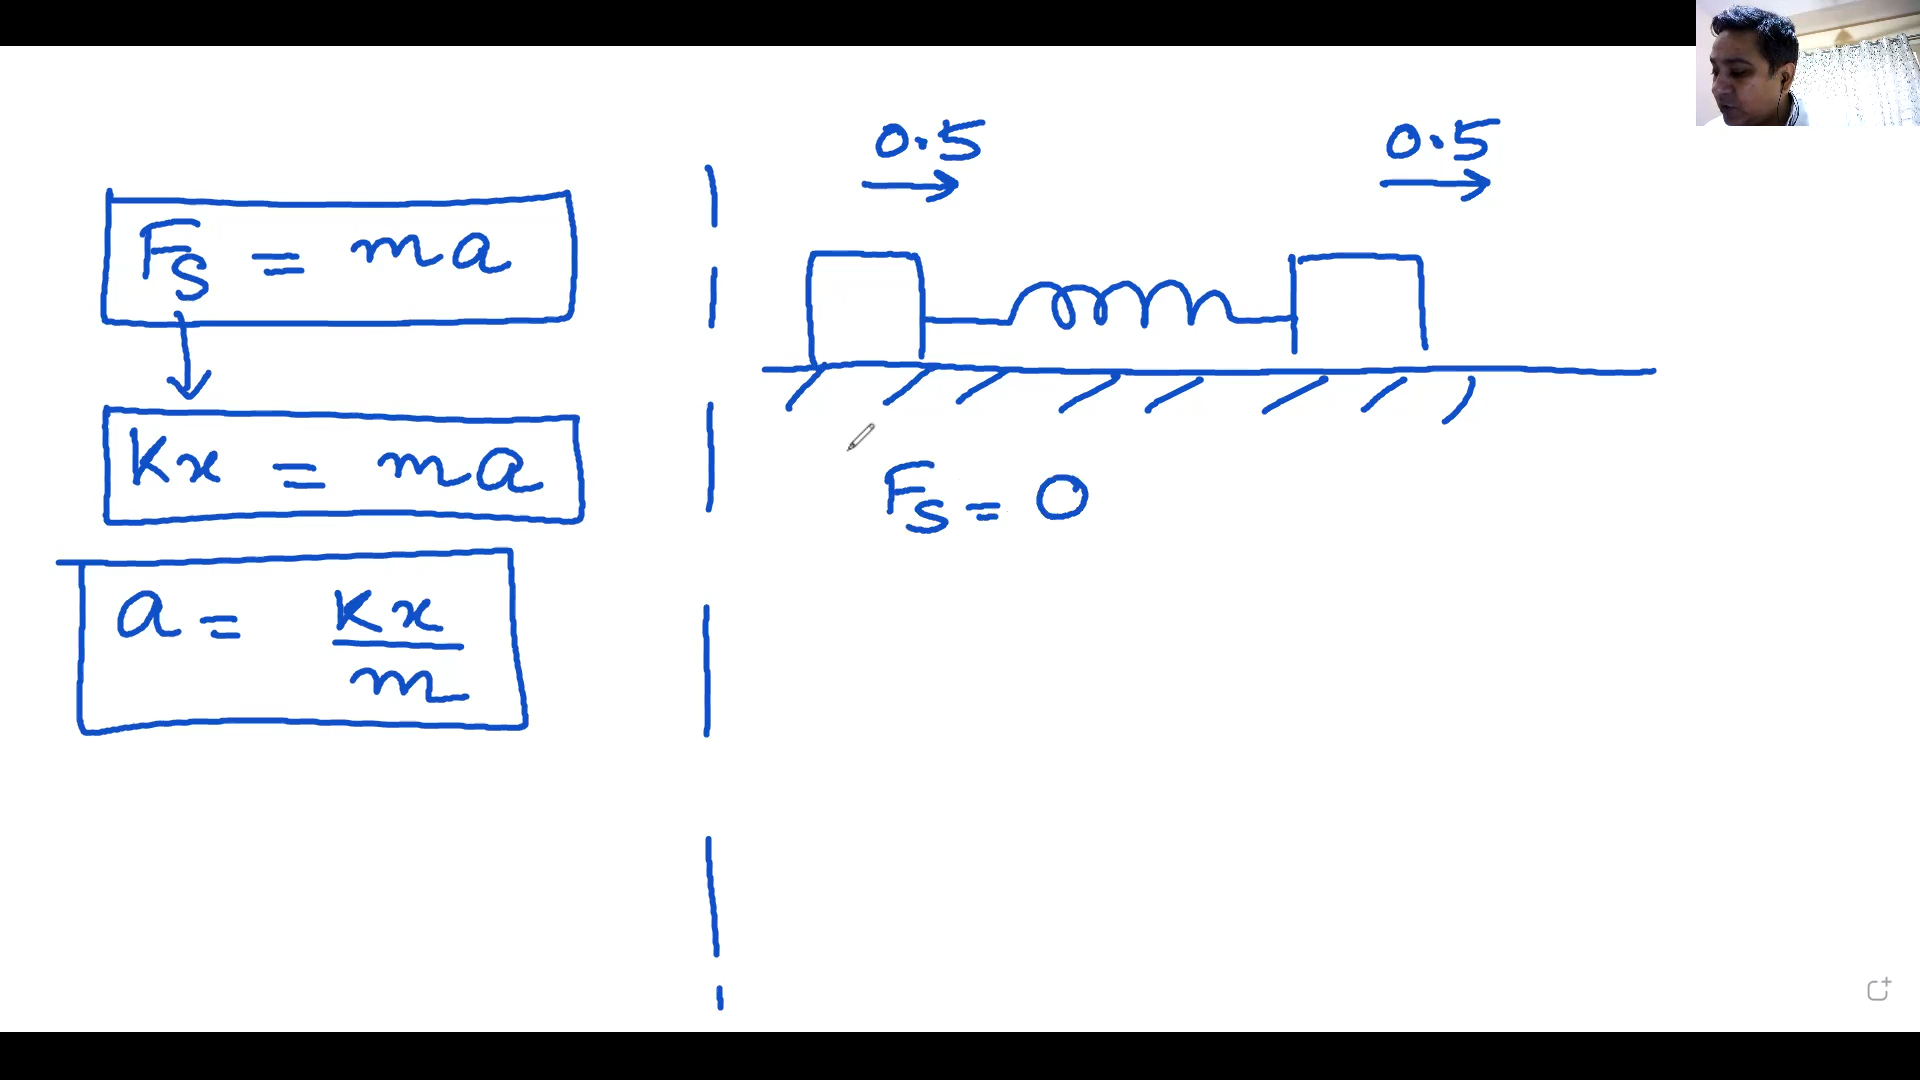 Fs = ma
Kx = ma
a = Kx/m
0.5 0.5
Fs = 0